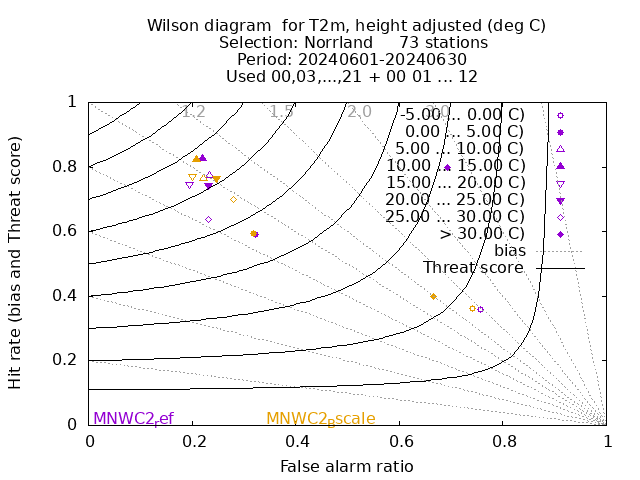 Wilson diagram  for T2m, height adjusted (deg C)
Selection: Norrland     73 stations
Period: 20240601-20240630
Used 00,03,...,21 + 00 01 ... 12
Hit rate (bias and Threat score)
1
0.8
0.6
0.4
0.2
0
1.2
1.5
2.0
3.0
-5.00 ... 0.00 C)
0.00 ... 5.00 C)
5.00 ... 10.00 C)
10.00 ... 15.00 C)
15.00 ... 20.00 C)
20.00 ... 25.00 C)
25.00 ... 30.00 C)
> 30.00 C)
bias
Threat score
MNWC2ref
MNWC2Bscale
0
0.2
0.4
0.6
0.8
1
False alarm ratio